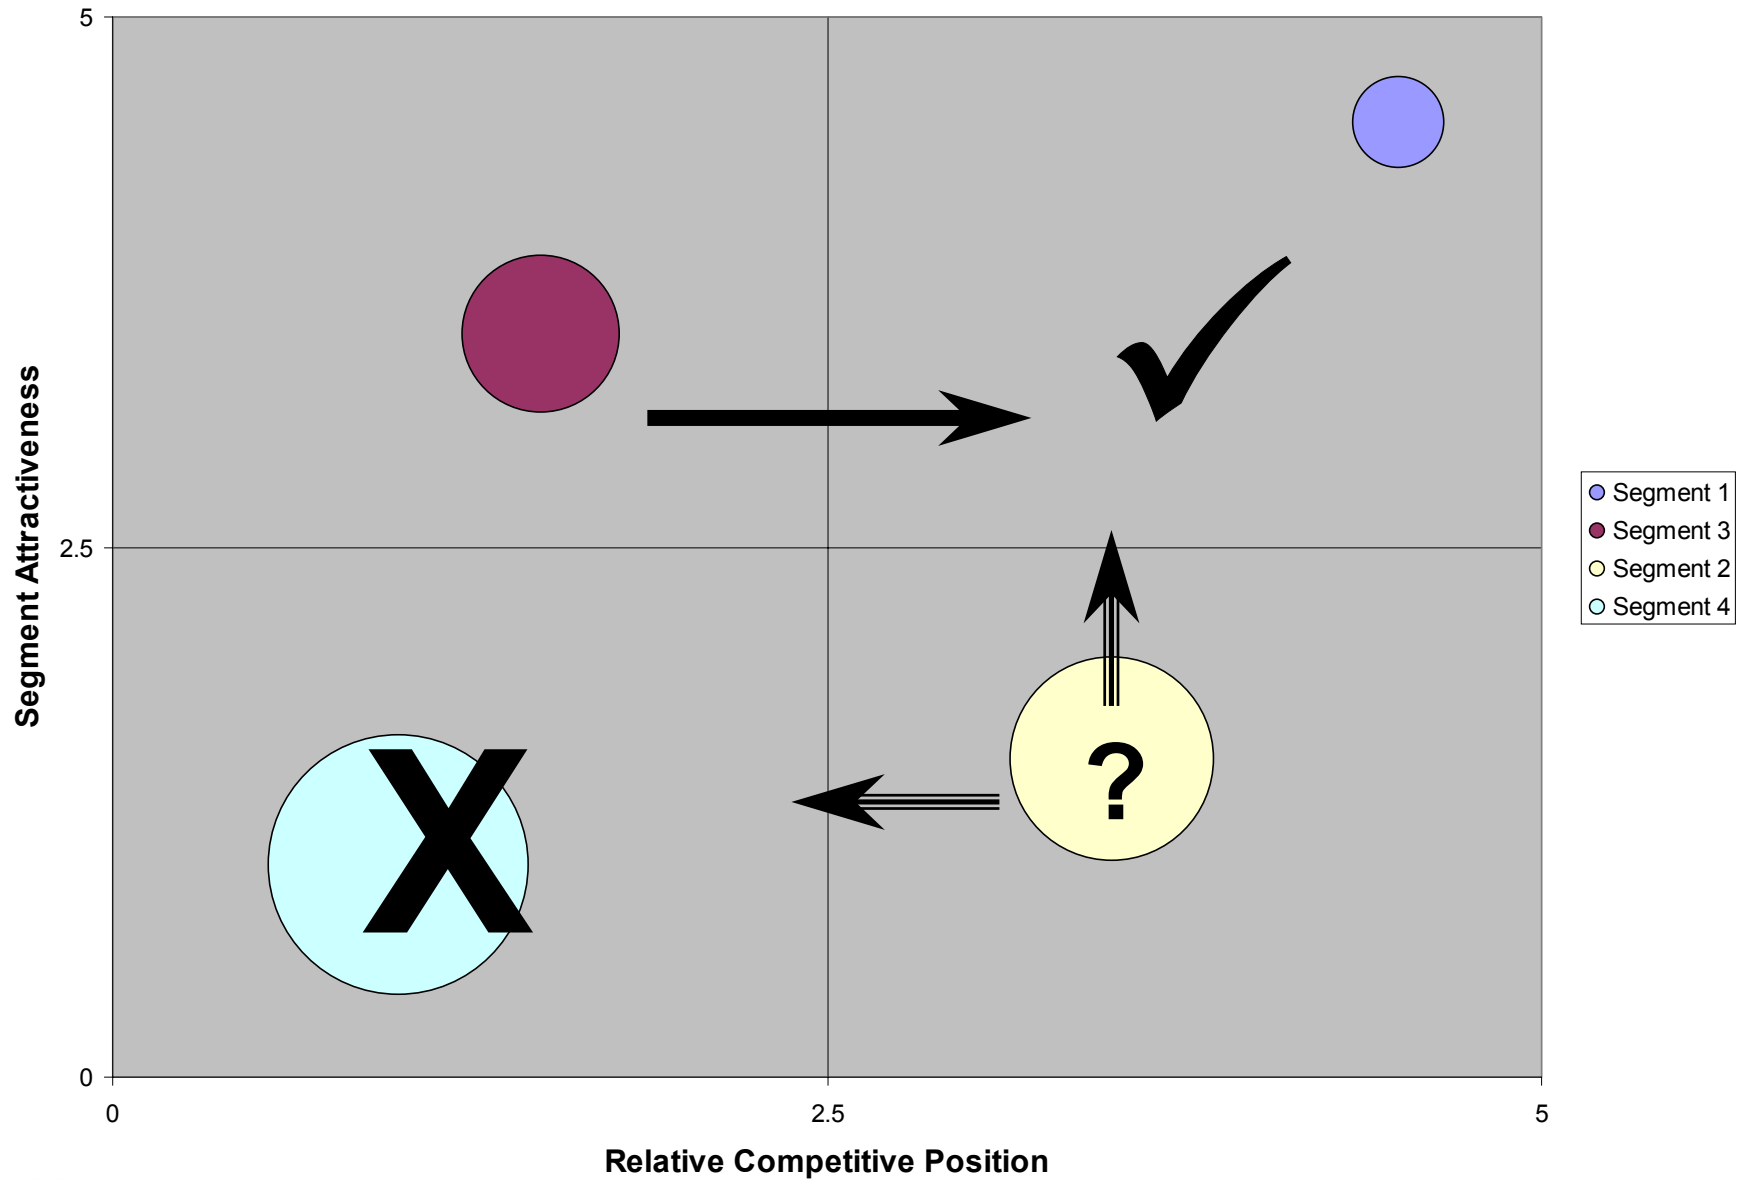 5
2.5
0
Segment Attractiveness
X
?
0
2.5
5
Relative Competitive Position
Segment 1
Segment 3
Segment 2
Segment 4